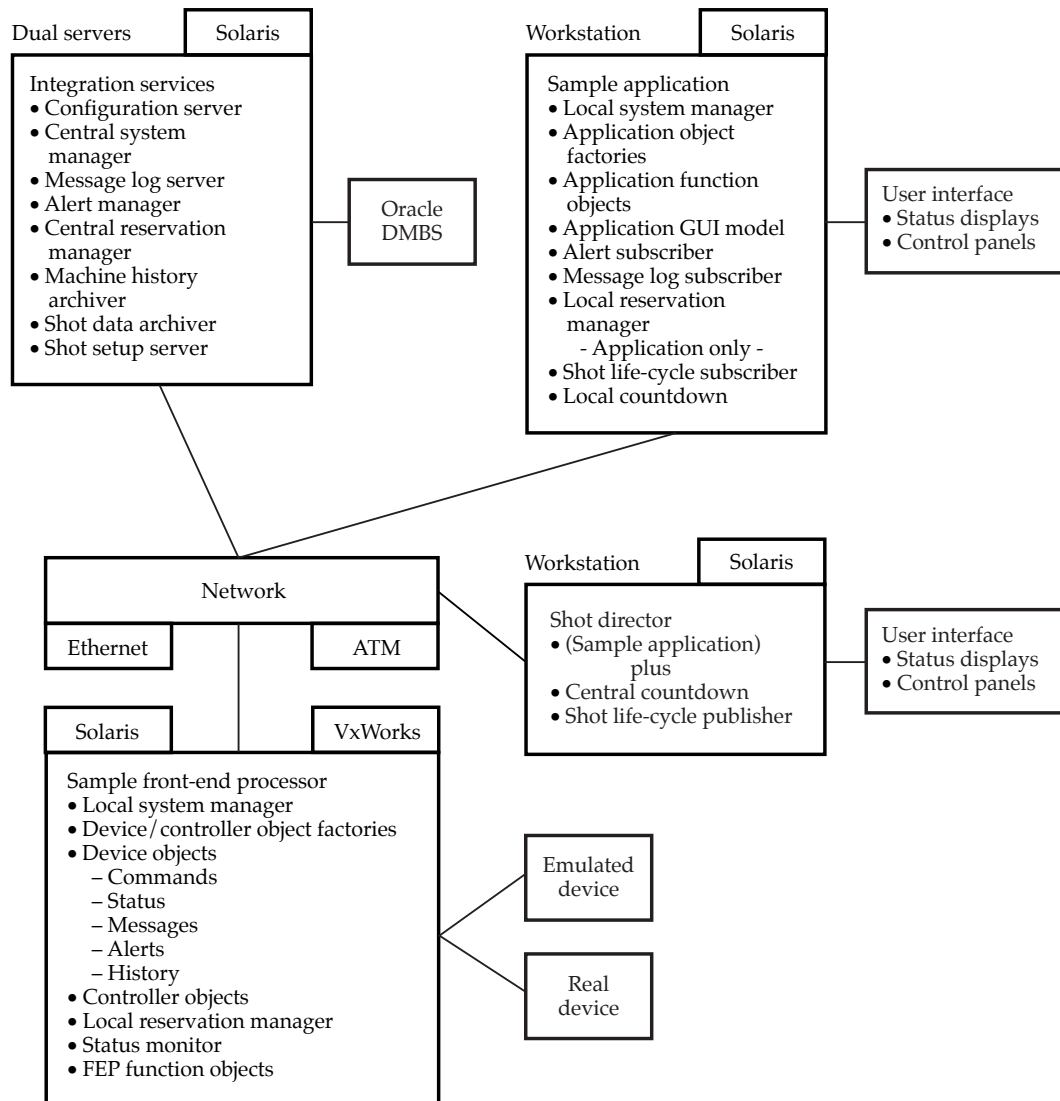 Dual servers
Solaris
Integration services
• Configuration server
• Central system
manager
• Message log server
• Alert manager
• Central reservation
manager
• Machine history
archiver
• Shot data archiver
• Shot setup server
Oracle
DMBS
Workstation
Solaris
Sample application
• Local system manager
• Application object
factories
• Application function
objects
• Application GUI model
• Alert subscriber
• Message log subscriber
• Local reservation
manager
- Application only -
• Shot life-cycle subscriber
• Local countdown
User interface
• Status displays
• Control panels
Network
Ethernet
ATM
Workstation
Solaris
Shot director
• (Sample application)
plus
• Central countdown
• Shot life-cycle publisher
User interface
• Status displays
• Control panels
Solaris
VxWorks
Sample front-end processor
• Local system manager
• Device/controller object factories
• Device objects
– Commands
– Status
– Messages
– Alerts
– History
• Controller objects
• Local reservation manager
• Status monitor
• FEP function objects
Emulated
device
Real
device